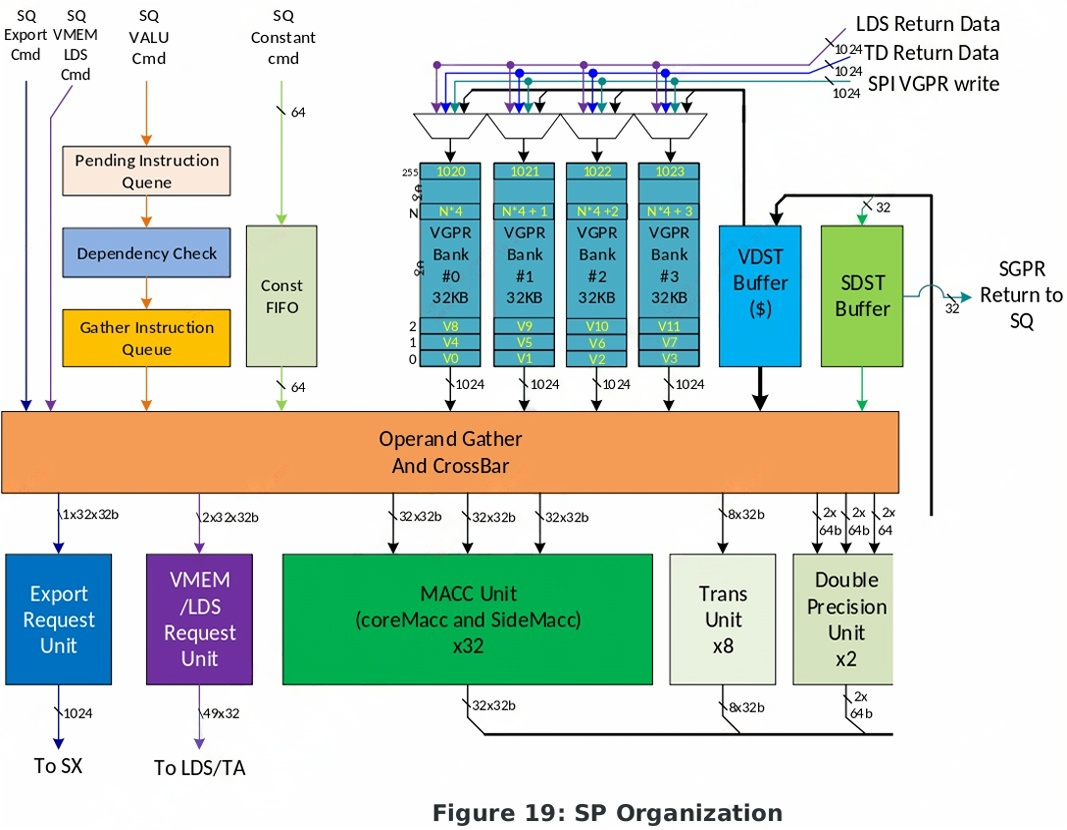 SQ
Export
Cmd
SQ
VMEM
LDS
Cmd
SQ
VALU
Cmd
SQ
Constant
cmd
64
LDS Return Data
1024
TD Return Data
1024
SPI VGPR write
1024
Pending Instruction
Quene
Dependency Check
Gather Instruction
Queue
Const
FIFO
64
255
N
2
1
0
1020
N*4
VGPR
Bank
#0
32KB
V8
V4
V0
1021
N*4 + 1
VGPR
Bank
#1
32KB
V9
V5
V1
1022
N*4 +2
VGPR
Bank
#2
32KB
V10
V6
V2
1023
N*4 + 3
VGPR
Bank
#3
32KB
V11
V7
V3
1024
1024
1024
1024
VDST
Buffer
($)
32
SDST
Buffer
32
SGPR
Return to
SQ
Operand Gather
And CrossBar
1x32x32b
2x32x32b
32x32b
32x32b
32x32b
8x32b
2x
64b
2x
64b
2x
64
Export
Request
Unit
VMEM
/LDS
Request
Unit
MACC Unit
(coreMacc and SideMacc)
x32
Trans
Unit
x8
Double
Precision
Unit
x2
1024
49x32
32x32b
8x32b
2x
64b
To SX
To LDS/TA
Figure 19: SP Organization